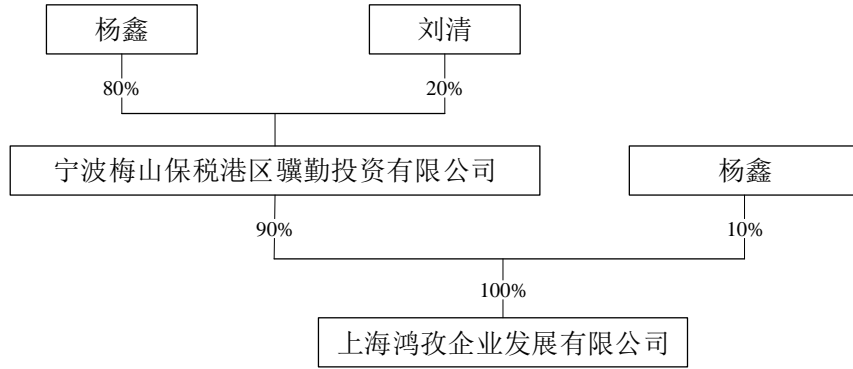 杨鑫
刘清
80%
20%
宁波梅山保税港区骥勤投资有限公司
杨鑫
90%
10%
100%
上海鸿孜企业发展有限公司